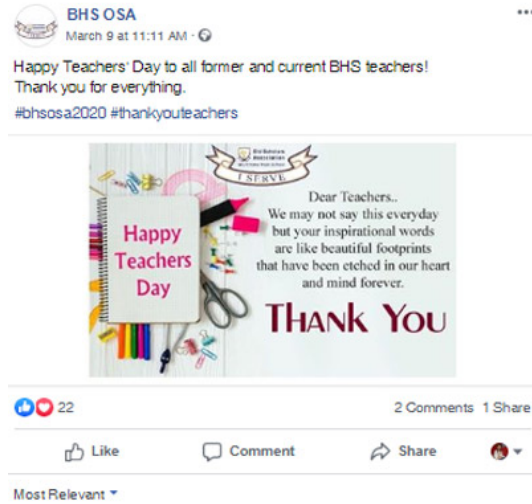 BHS OSA
March 9 at 11:11 AM ·
Happy Teachers' Day to all former and current BHS teachers!
Thank you for everything.
#bhsosa2020 #thankyouteachers
I SERVE
Happy
Teachers
Day
Dear Teachers..
We may not say this everyday
but your inspirational words
are like beautiful footprints
that have been etched in our heart
and mind forever.
THANK YOU
22
2 Comments 1 Share
Like Comment Share
Most Relevant